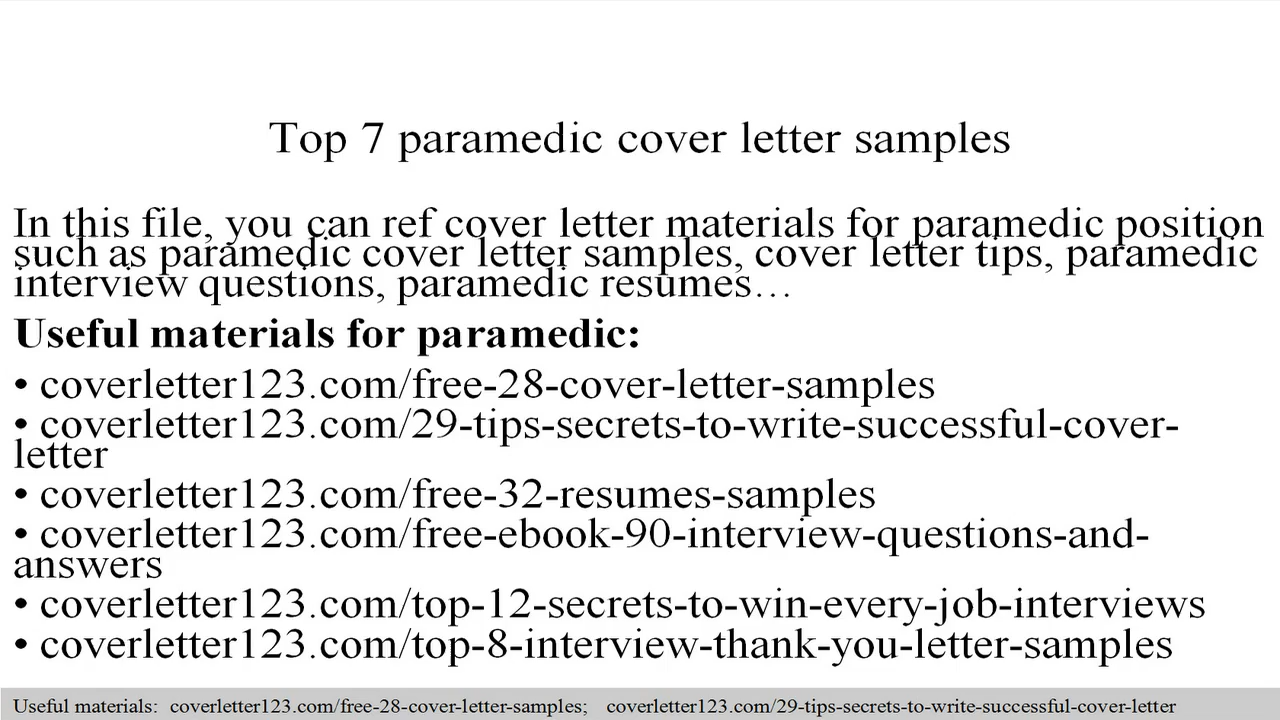 Top 7 paramedic cover letter samples
In this file, you can ref cover letter materials for paramedic position
such as paramedic cover letter samples, cover letter tips, paramedic
interview questions, paramedic resumes…
Useful materials for paramedic:
• coverletter123.com/free-28-cover-letter-samples
• coverletter123.com/29-tips-secrets-to-write-successful-cover-
letter
• coverletter123.com/free-32-resumes-samples
• coverletter123.com/free-ebook-90-interview-questions-and-
answers
• coverletter123.com/top-12-secrets-to-win-every-job-interviews
• coverletter123.com/top-8-interview-thank-you-letter-samples
Useful materials: coverletter123.com/free-28-cover-letter-samples; coverletter123.com/29-tips-secrets-to-write-successful-cover-letter